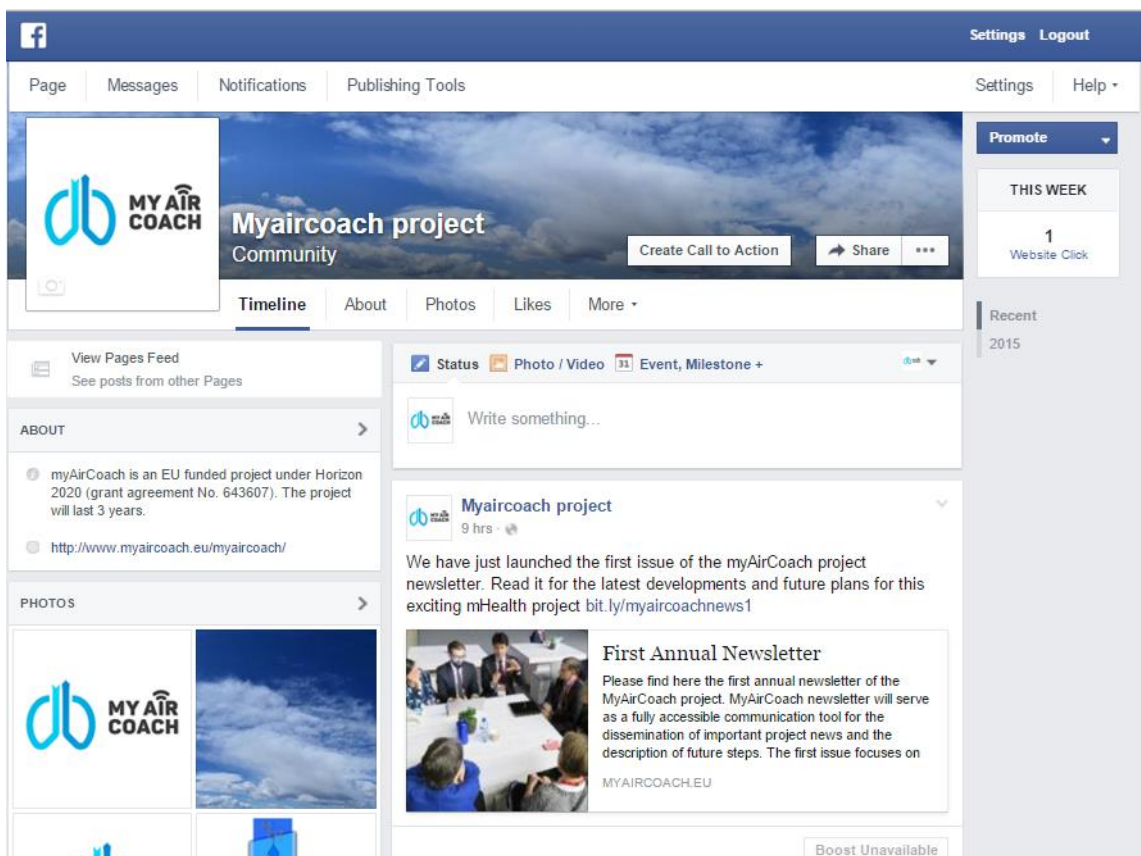 f
Settings Logout
Page Messages Notifications Publishing Tools Settings Help
MY AIR
COACH
Myaircoach project
Community
Create Call to Action Share
Timeline About Photos Likes More
Promote
THIS WEEK
1
Website Click
Recent
2015
View Pages Feed
See posts from other Pages
ABOUT
myAirCoach is an EU funded project under Horizon
2020 (grant agreement No. 643607). The project
will last 3 years.
http://www.myaircoach.eu/myaircoach/
PHOTOS
MY AIR
COACH
Status Photo / Video 31 Event, Milestone +
MY AIR
COACH
Write something...
MY AIR
COACH
Myaircoach project
9 hrs ·
We have just launched the first issue of the myAirCoach project
newsletter. Read it for the latest developments and future plans for this
exciting mHealth project bit.ly/myaircoachnews1
First Annual Newsletter
Please find here the first annual newsletter of the
MyAirCoach project. MyAirCoach newsletter will serve
as a fully accessible communication tool for the
dissemination of important project news and the
description of future steps. The first issue focuses on
MYAIRCOACH.EU
Boost Unavailable